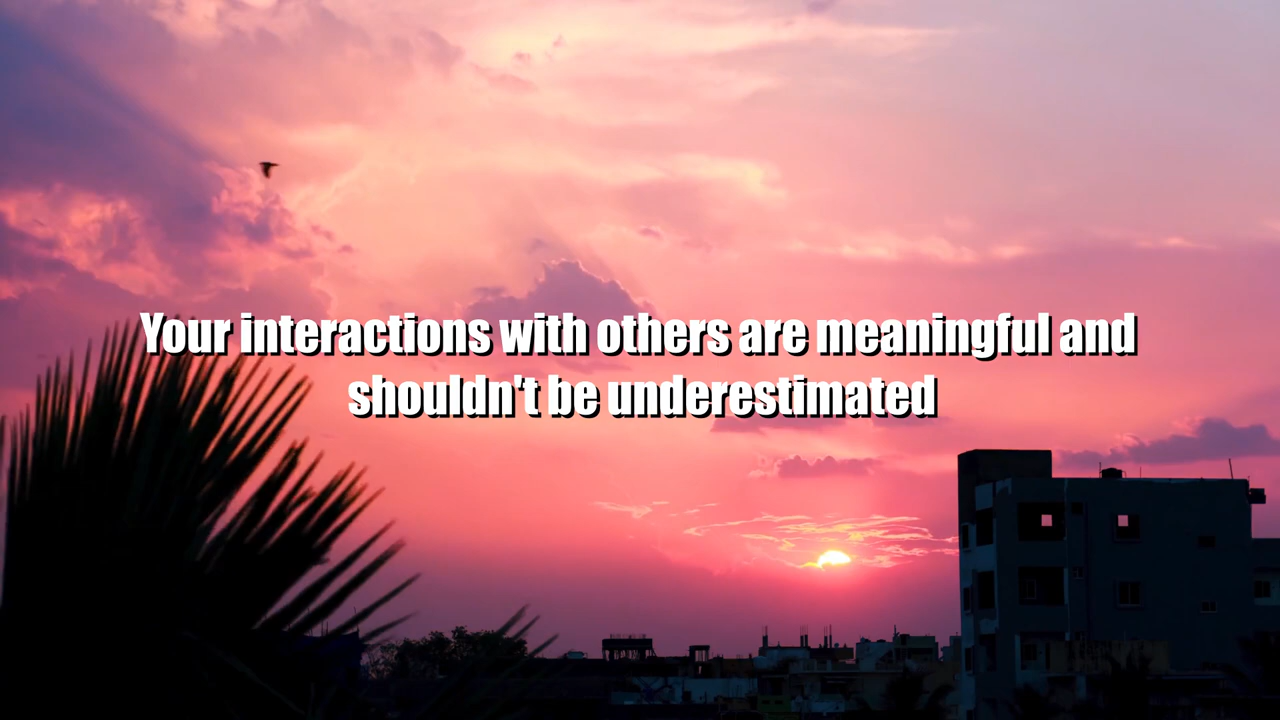 Your interactions with others are meaningful and
shouldn't be underestimated